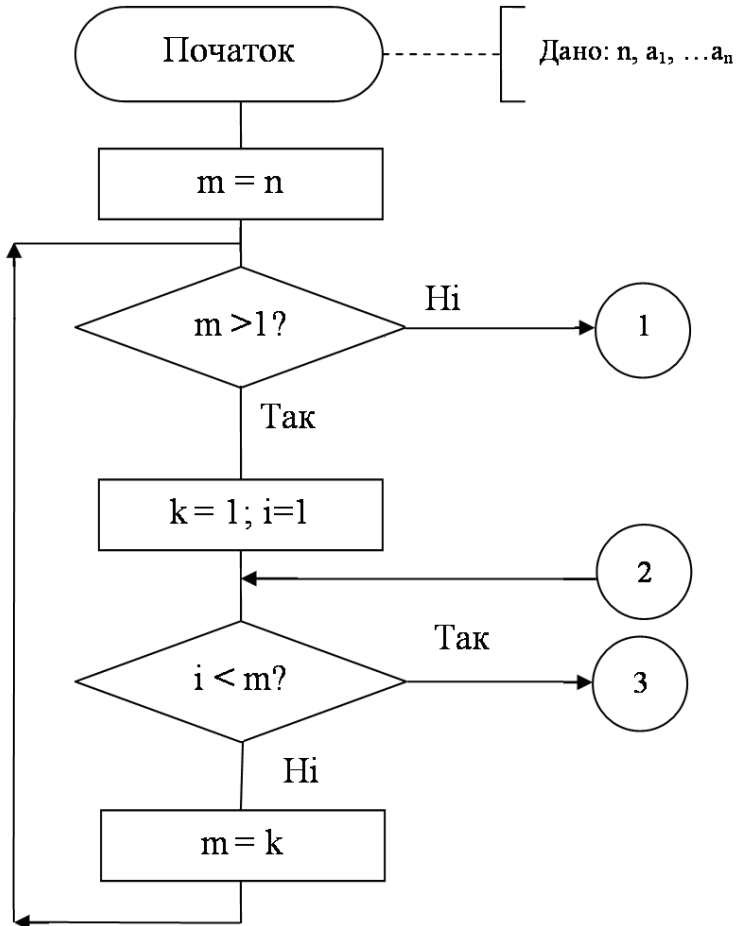 Початок
Дано: n, a₁, …aₙ
m = n
m >1?
Ні
1
Так
k = 1; i=1
2
i < m?
Так
3
Ні
m = k